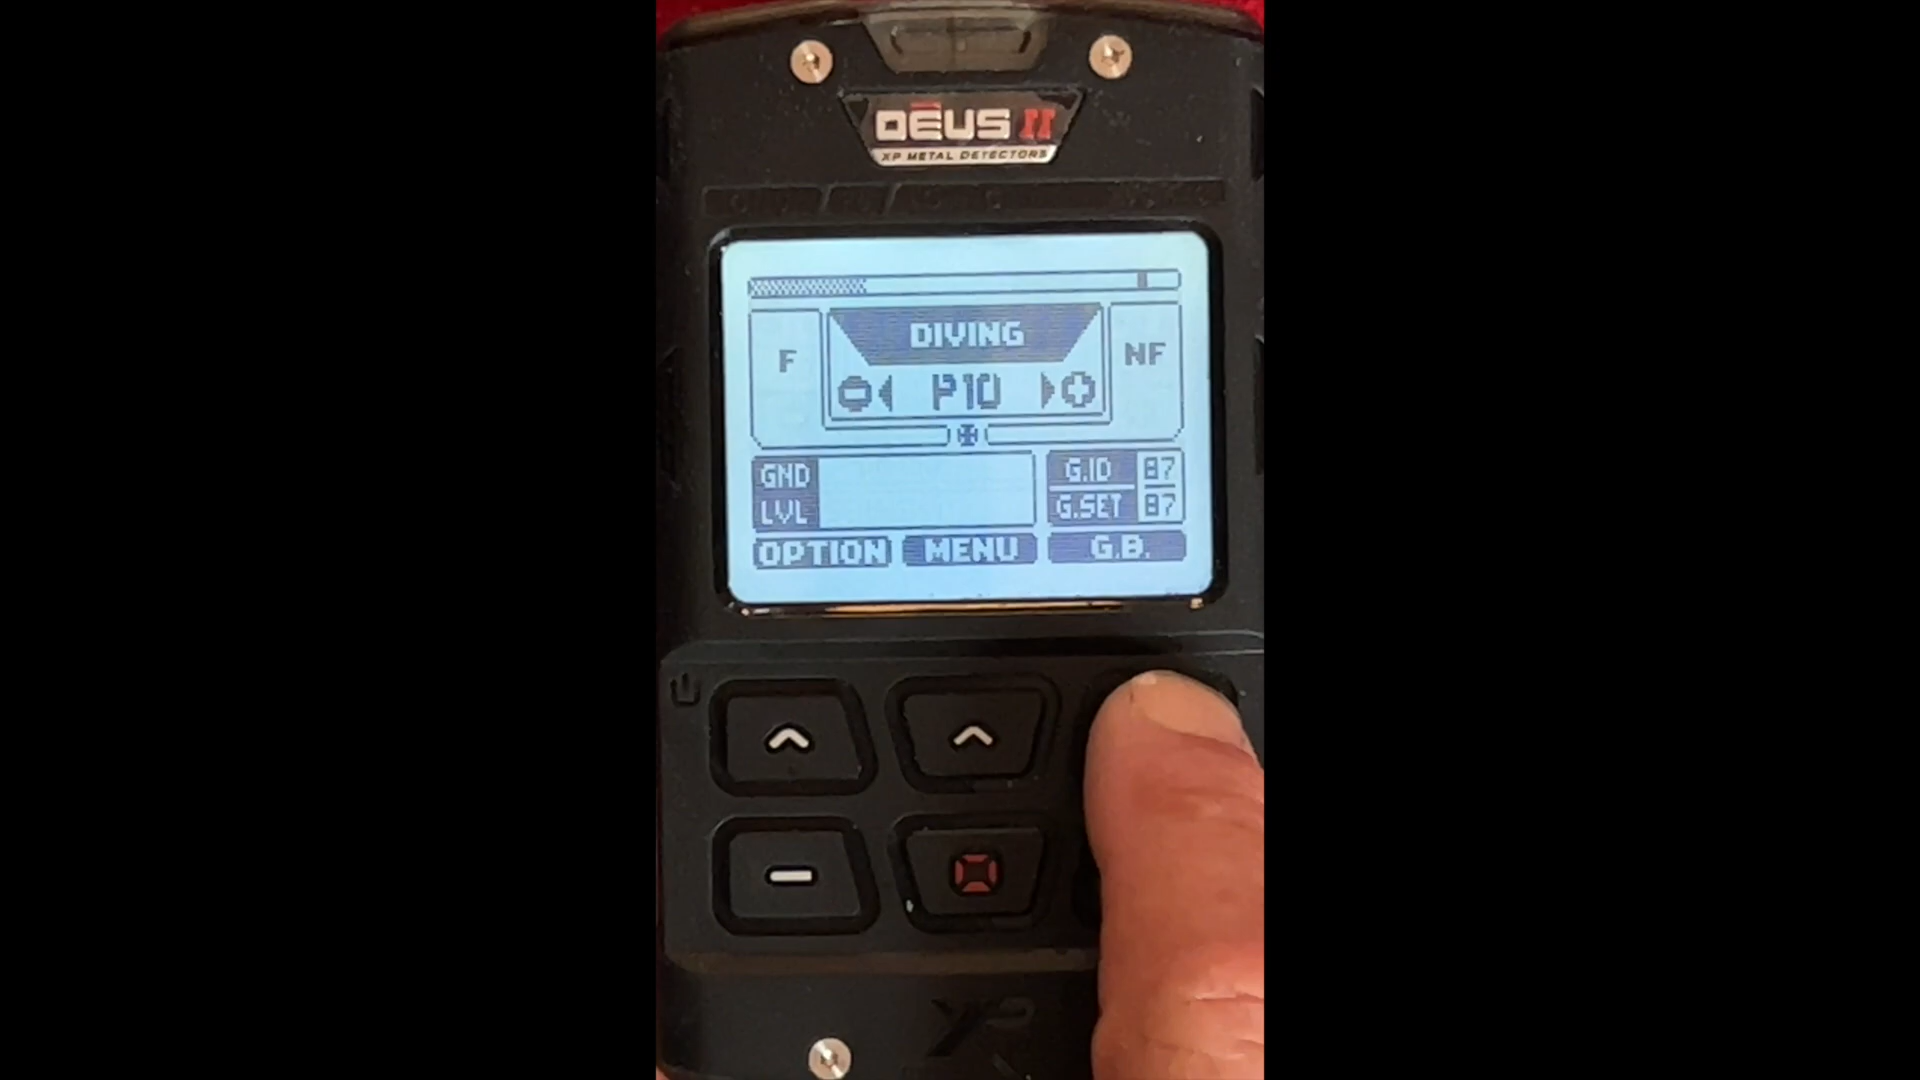 DEUS II
XP METAL DETECTORS
DIVING
F
NF
P10
GND
LVL
G.ID 87
G.SET 87
OPTION
MENU
G.B.
XP